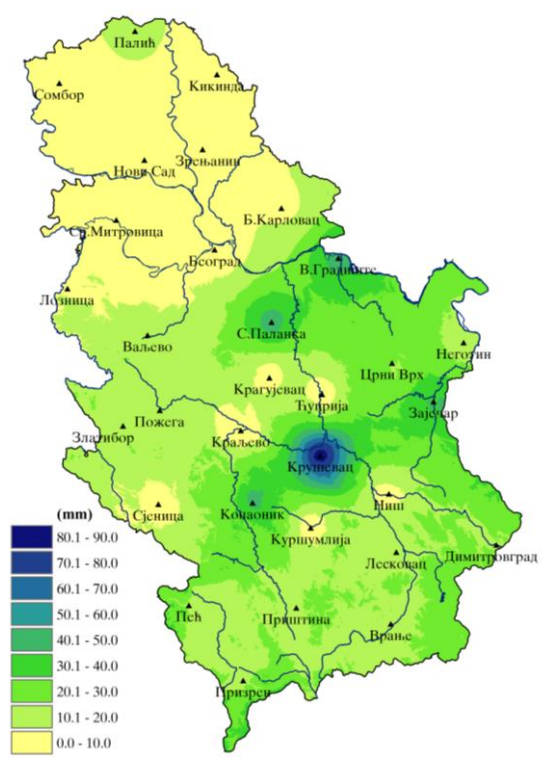 Палић
Кикинда
Сомбор
Зрењанин
Нови Сад
Б.Карловац
Ср.Митровица
Београд
В.Градиште
Лозница
С.Паланка
Ваљево
Неготин
Црни Врх
Крагујевац
Ћуприја
Зајечар
Пожега
Златибор
Краљево
Крушевац
Ниш
Сјеница
Копаоник
Куршумлија
Димитровград
Лесковац
Пећ
Приштина
Врање
Призрен
(mm)
80.1 - 90.0
70.1 - 80.0
60.1 - 70.0
50.1 - 60.0
40.1 - 50.0
30.1 - 40.0
20.1 - 30.0
10.1 - 20.0
0.0 - 10.0